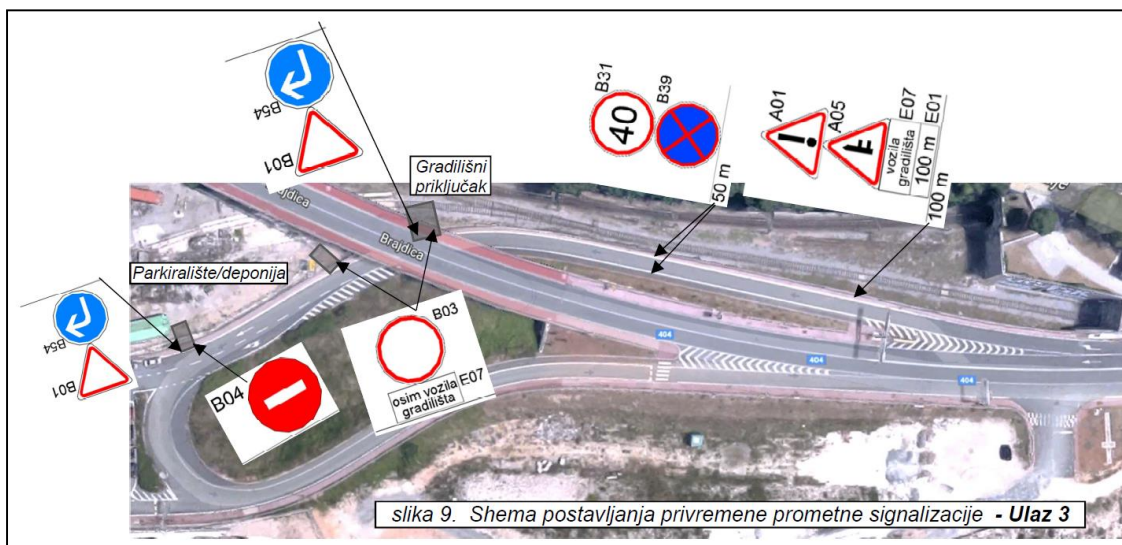 B54
B01
Gradilišni
priključak
B31
B39
40
50 m
A01
A05
E07
E01
vozila
gradilišta
100 m
100 m
Brajdica
Parkiralište/deponija
B54
B01
B04
B03
E07
osim vozila
gradilišta
404
404
404
slika 9. Shema postavljanja privremene prometne signalizacije - Ulaz 3